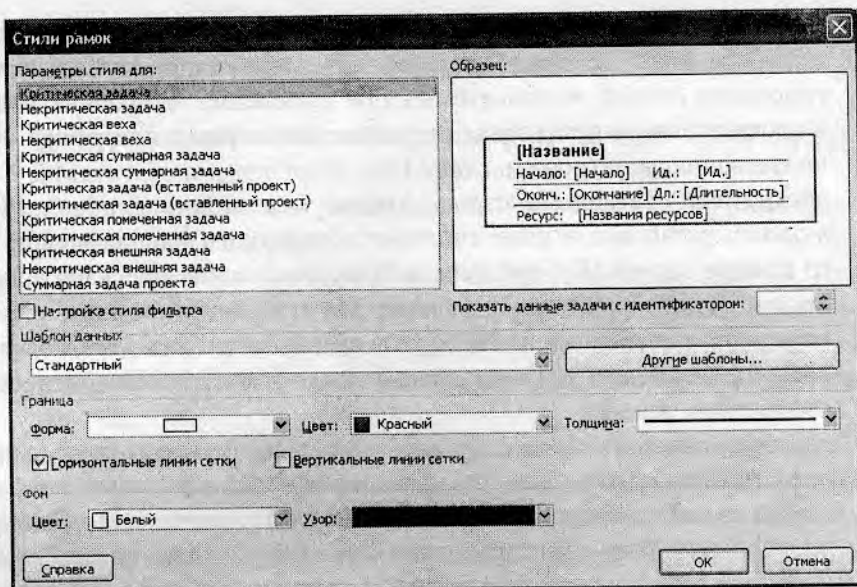 Стили рамок
Параметры стиля для:
Критическая задача
Некритическая задача
Критическая веха
Некритическая веха
Критическая суммарная задача
Некритическая суммарная задача
Критическая задача (вставленный проект)
Некритическая задача (вставленный проект)
Критическая помеченная задача
Некритическая помеченная задача
Критическая внешняя задача
Некритическая внешняя задача
Суммарная задача проекта
Образец:
[Название]
Начало: [Начало] Ид.: [Ид.]
Оконч.: [Окончание] Дл.: [Длительность]
Ресурс: [Названия ресурсов]
Настройка стиля фильтра
Показать данные задачи с идентификатором:
Шаблон данных
Стандартный
Другие шаблоны...
Граница
Форма: Цвет: Красный Толщина:
Горизонтальные линии сетки Вертикальные линии сетки
Фон
Цвет: Белый Узор:
Справка ОК Отмена